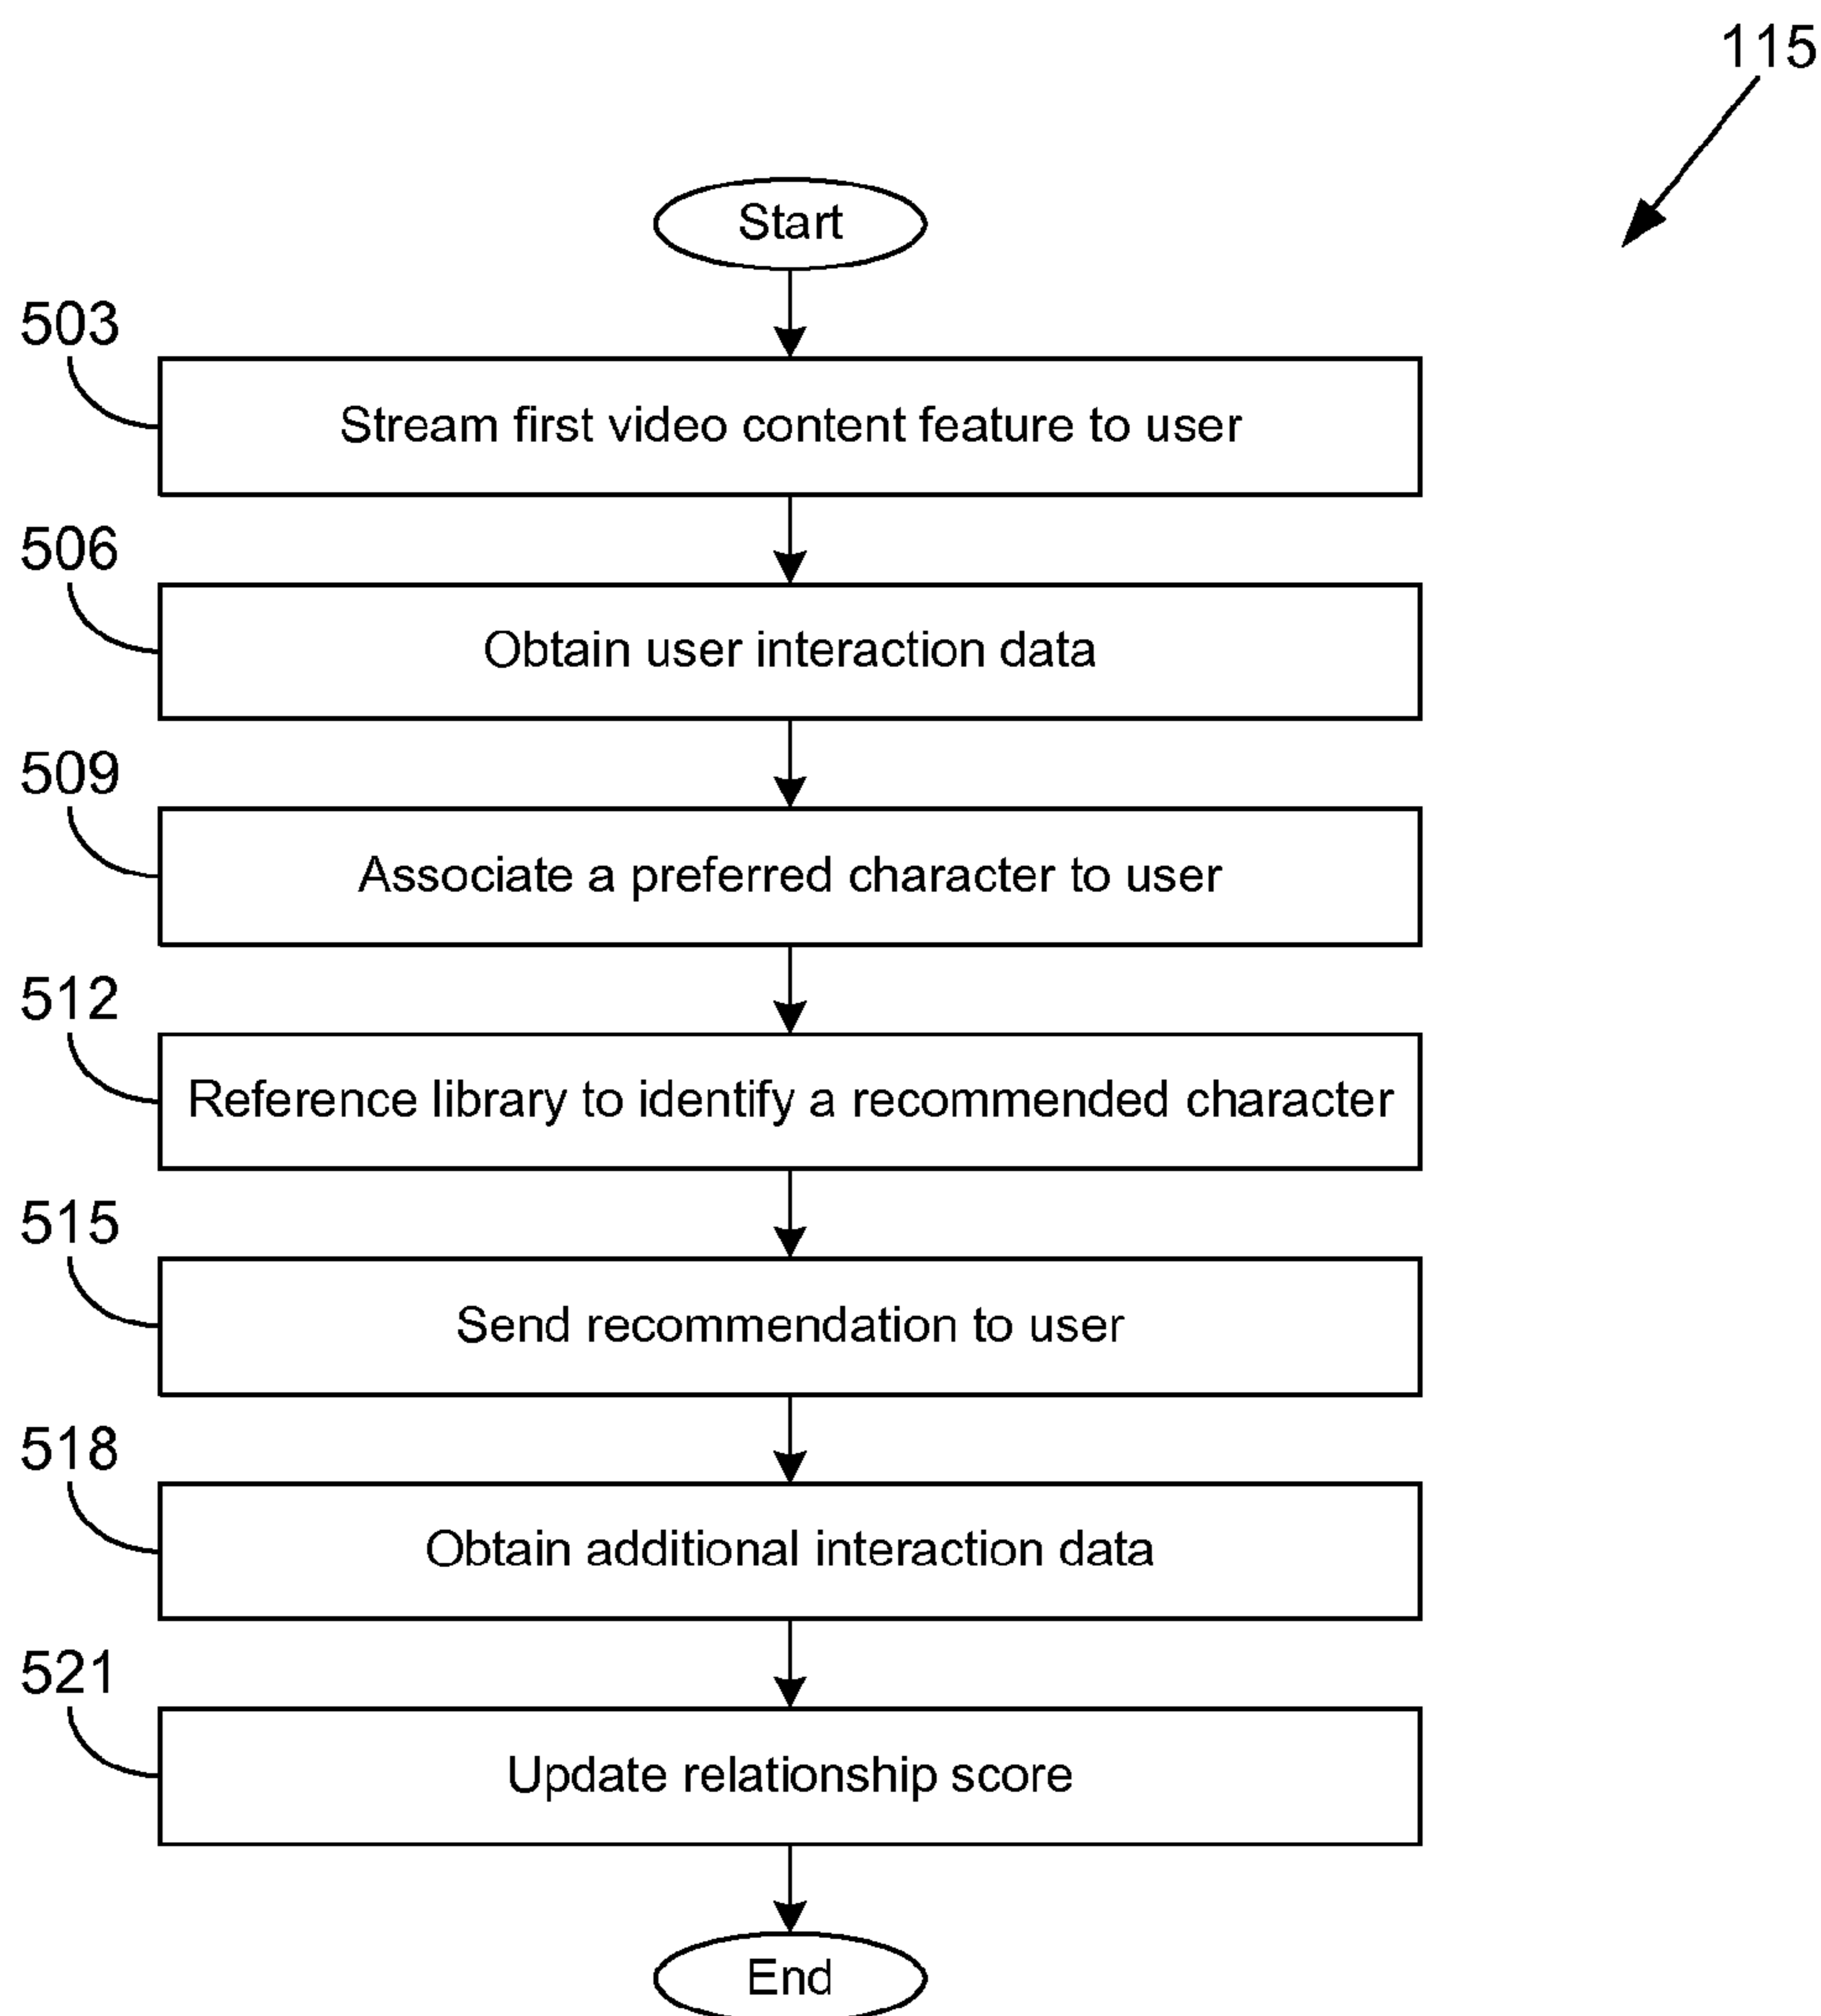 115
Start
503
Stream first video content feature to user
506
Obtain user interaction data
509
Associate a preferred character to user
512
Reference library to identify a recommended character
515
Send recommendation to user
518
Obtain additional interaction data
521
Update relationship score
End